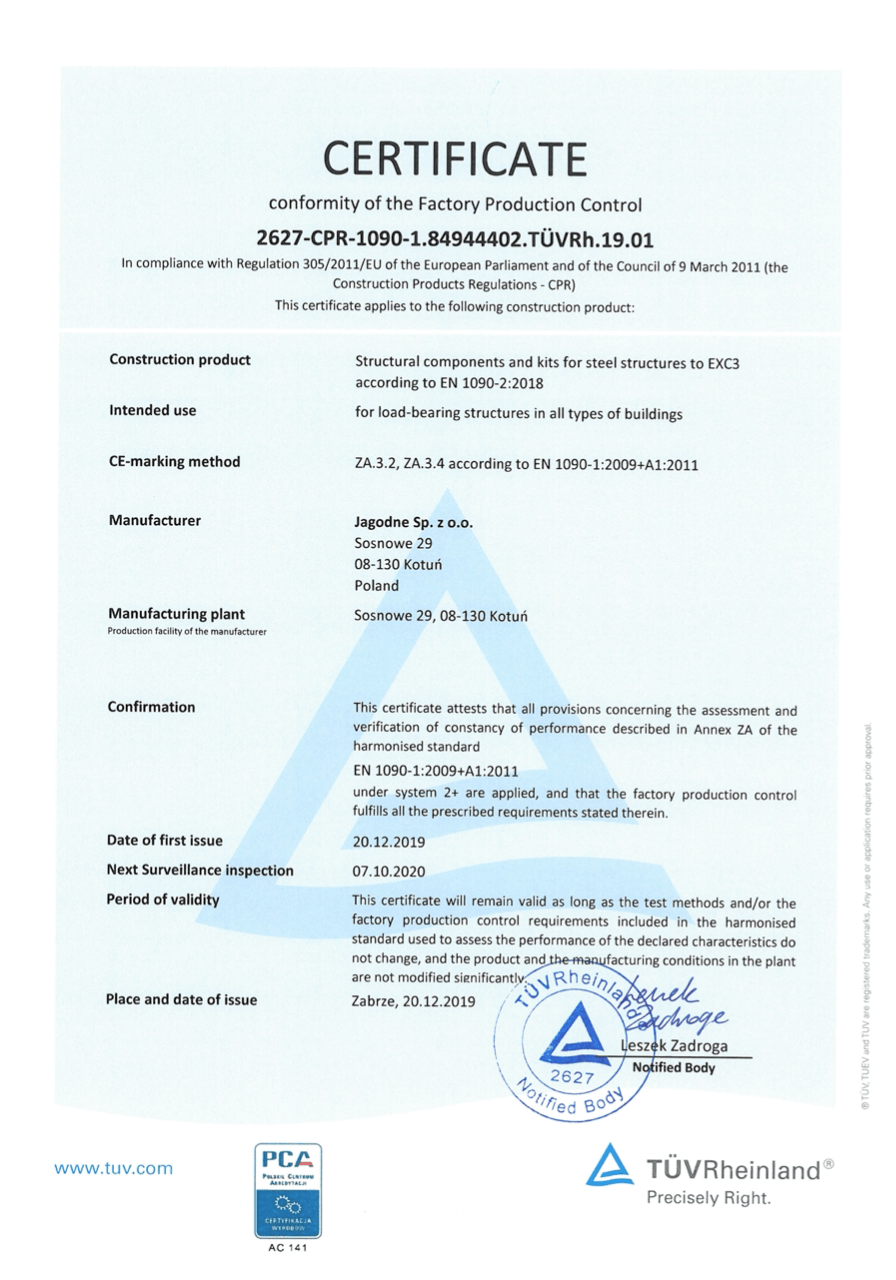 CERTIFICATE
conformity of the Factory Production Control
2627-CPR-1090-1.84944402.TÜVRh.19.01
In compliance with Regulation 305/2011/EU of the European Parliament and of the Council of 9 March 2011 (the
Construction Products Regulations - CPR)
This certificate applies to the following construction product:
Construction product
Structural components and kits for steel structures to EXC3
according to EN 1090-2:2018
Intended use
for load-bearing structures in all types of buildings
CE-marking method
ZA.3.2, ZA.3.4 according to EN 1090-1:2009+A1:2011
Manufacturer
Jagodne Sp. z o.o.
Sosnowe 29
08-130 Kotuń
Poland
Manufacturing plant
Production facility of the manufacturer
Sosnowe 29, 08-130 Kotuń
Confirmation
This certificate attests that all provisions concerning the assessment and
verification of constancy of performance described in Annex ZA of the
harmonised standard
EN 1090-1:2009+A1:2011
under system 2+ are applied, and that the factory production control
fulfills all the prescribed requirements stated therein.
Date of first issue
20.12.2019
Next Surveillance inspection
07.10.2020
Period of validity
This certificate will remain valid as long as the test methods and/or the
factory production control requirements included in the harmonised
standard used to assess the performance of the declared characteristics do
not change, and the product and the manufacturing conditions in the plant
are not modified significantly.
Place and date of issue
Zabrze, 20.12.2019
TÜVRheinland
2627
Notified Body
Leszek Zadroga
Leszek Zadroga
Notified Body
® TÜV, TUEV and TUV are registered trademarks. Any use or application requires prior approval.
www.tuv.com
PCA
POLSKIE CENTRUM
AKREDYTACJI
CERTYFIKACJA
WYROBÓW
AC 141
TÜVRheinland®
Precisely Right.